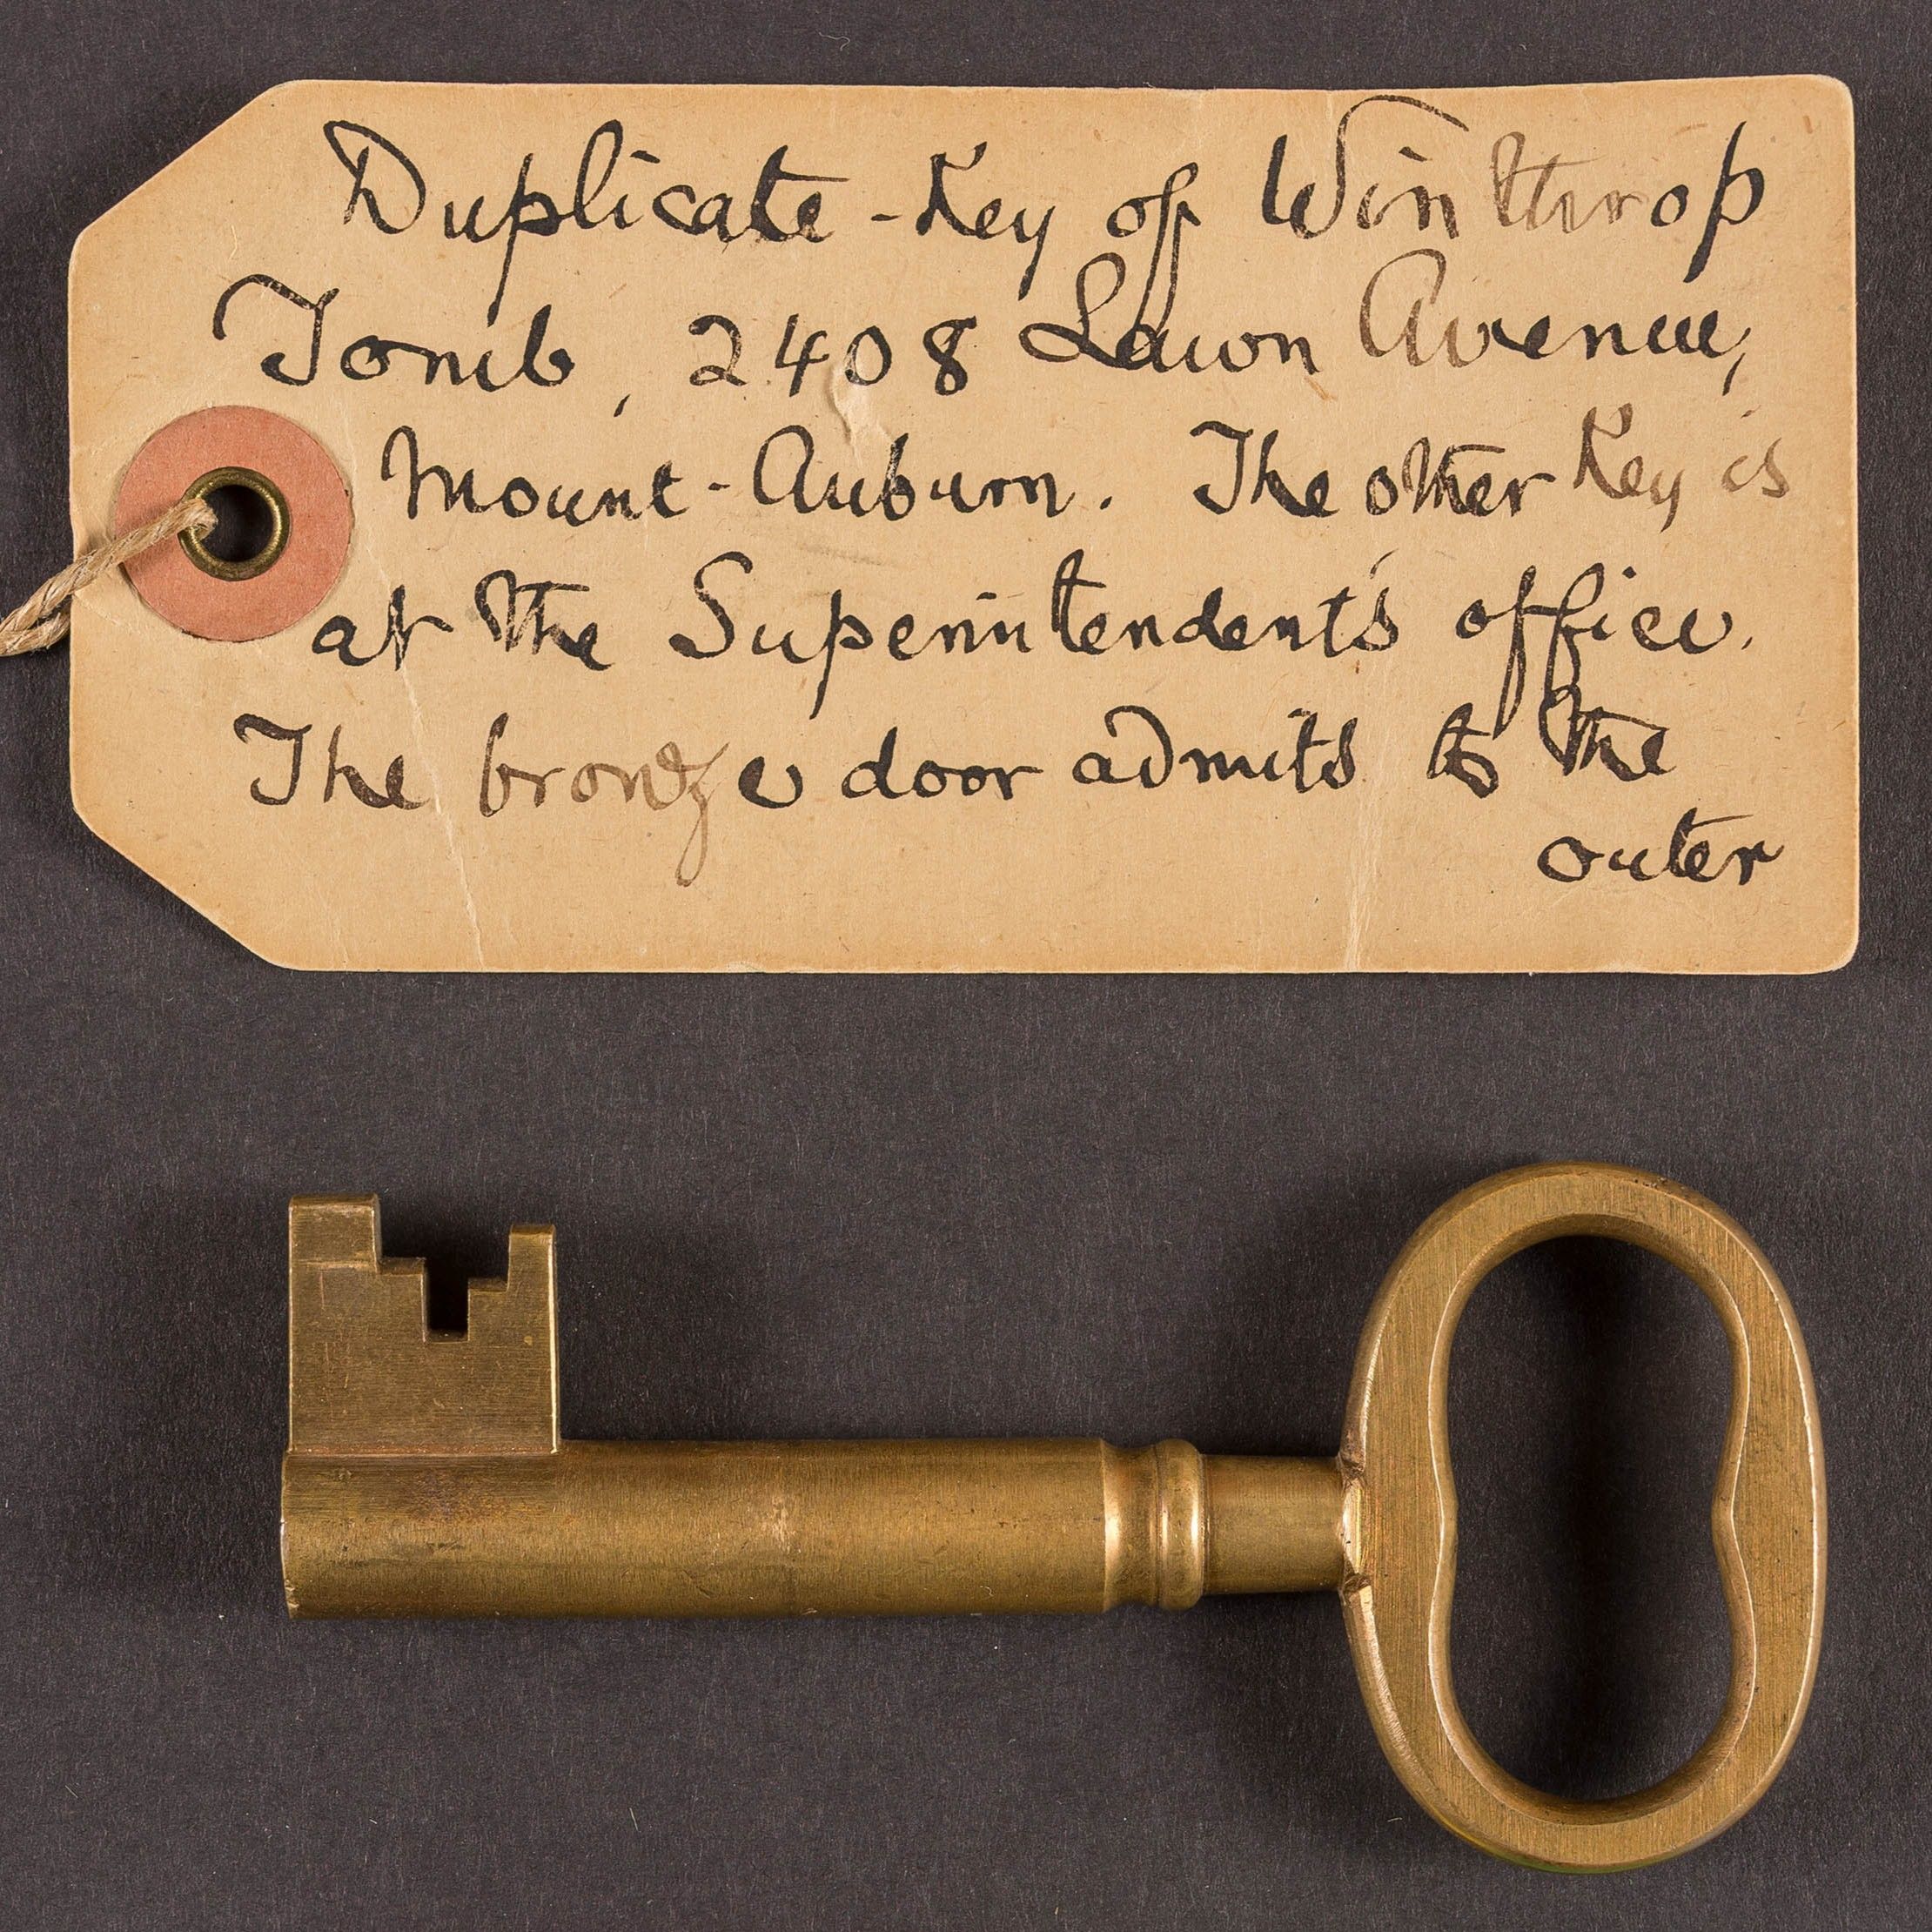 Duplicate-Key of Winthrop
Tomb, 2408 Lawn Avenue,
Mount-Auburn. The other Key is
at the Superintendent's office.
The bronze door admits to the
outer